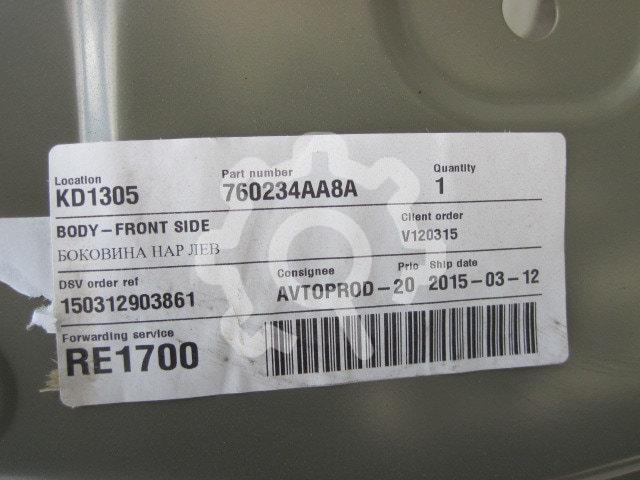 Location Part number Quantity
KD1305 760234AA8A 1
BODY-FRONT SIDE Client order
БОКОВИНА НАР ЛЕВ V120315
DSV order ref Consignee Prio Ship date
150312903861 AVTOPROD-20 2015-03-12
Forwarding service
RE1700